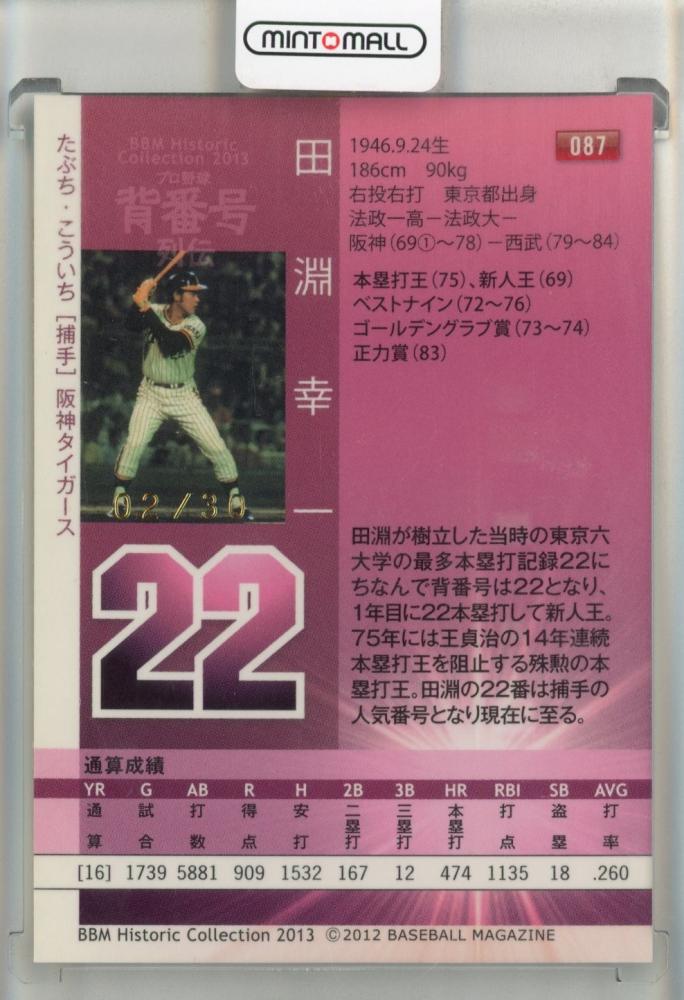 MINT MALL
たぶち・こういち［捕手］阪神タイガース
BBM Historic
Collection 2013
プロ野球
背番号
列伝
田淵幸一
02/30
22
087
1946.9.24生
186cm 90kg
右投右打 東京都出身
法政一高－法政大－
阪神（69①〜78）－西武（79〜84）
本塁打王（75）、新人王（69）
ベストナイン（72〜76）
ゴールデングラブ賞（73〜74）
正力賞（83）
田淵が樹立した当時の東京六
大学の最多本塁打記録22に
ちなんで背番号は22となり、
1年目に22本塁打して新人王。
75年には王貞治の14年連続
本塁打王を阻止する殊勲の本
塁打王。田淵の22番は捕手の
人気番号となり現在に至る。
通算成績
YR G AB R H 2B 3B HR RBI SB AVG
通算 試合 打数 得点 安打 二塁打 三塁打 本塁打 打点 盗塁 打率
[16] 1739 5881 909 1532 167 12 474 1135 18 .260
BBM Historic Collection 2013 ©2012 BASEBALL MAGAZINE